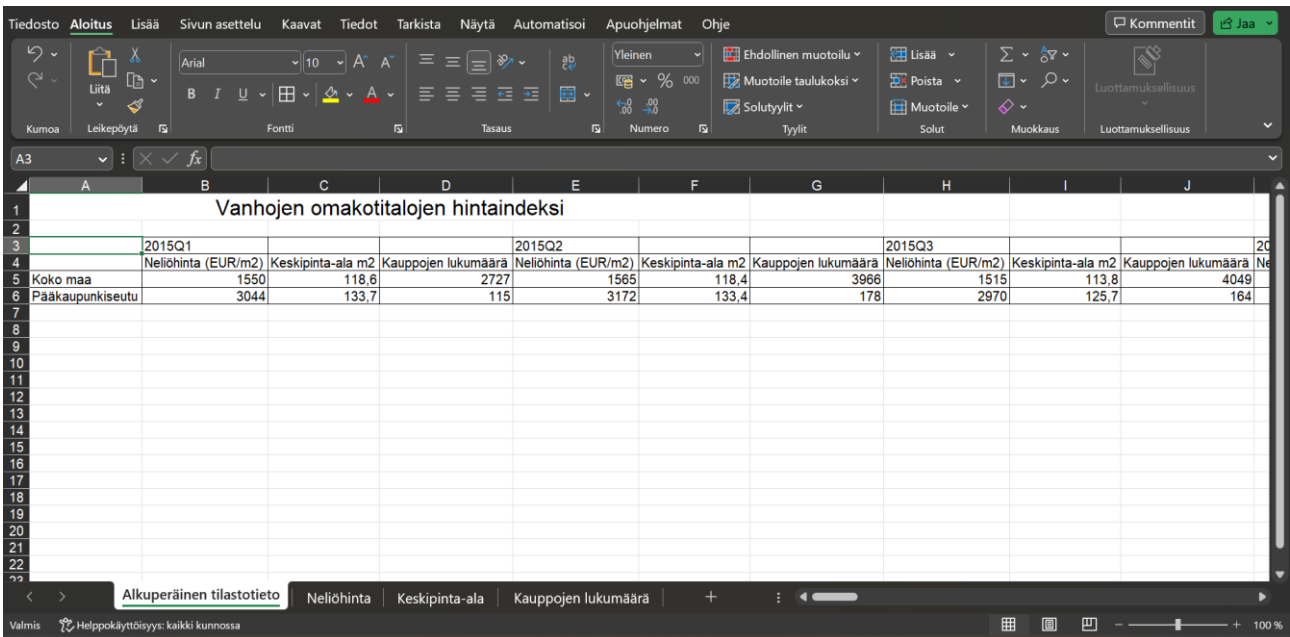 Tiedosto Aloitus Lisää Sivun asettelu Kaavat Tiedot Tarkista Näytä Automatisoi Apuohjelmat Ohje Kommentit Jaa
Arial 10 A A Yleinen Ehdollinen muotoilu Lisää
Liitä B I U A % 000 Muotoile taulukoksi Poista Luottamuksellisuus
Solutyylit Muotoile
Kumoa Leikepöytä Fontti Tasaus Numero Tyylit Solut Muokkaus Luottamuksellisuus
A3 fx
A B C D E F G H I J
1 Vanhojen omakotitalojen hintaindeksi
2
3 2015Q1 2015Q2 2015Q3 20
4 Neliöhinta (EUR/m2) Keskipinta-ala m2 Kauppojen lukumäärä Neliöhinta (EUR/m2) Keskipinta-ala m2 Kauppojen lukumäärä Neliöhinta (EUR/m2) Keskipinta-ala m2 Kauppojen lukumäärä Ne
5 Koko maa 1550 118,6 2727 1565 118,4 3966 1515 113,8 4049
6 Pääkaupunkiseutu 3044 133,7 115 3172 133,4 178 2970 125,7 164
7
8
9
10
11
12
13
14
15
16
17
18
19
20
21
22
23
Alkuperäinen tilastotieto Neliöhinta Keskipinta-ala Kauppojen lukumäärä
Valmis Helppokäyttöisyys: kaikki kunnossa 100 %